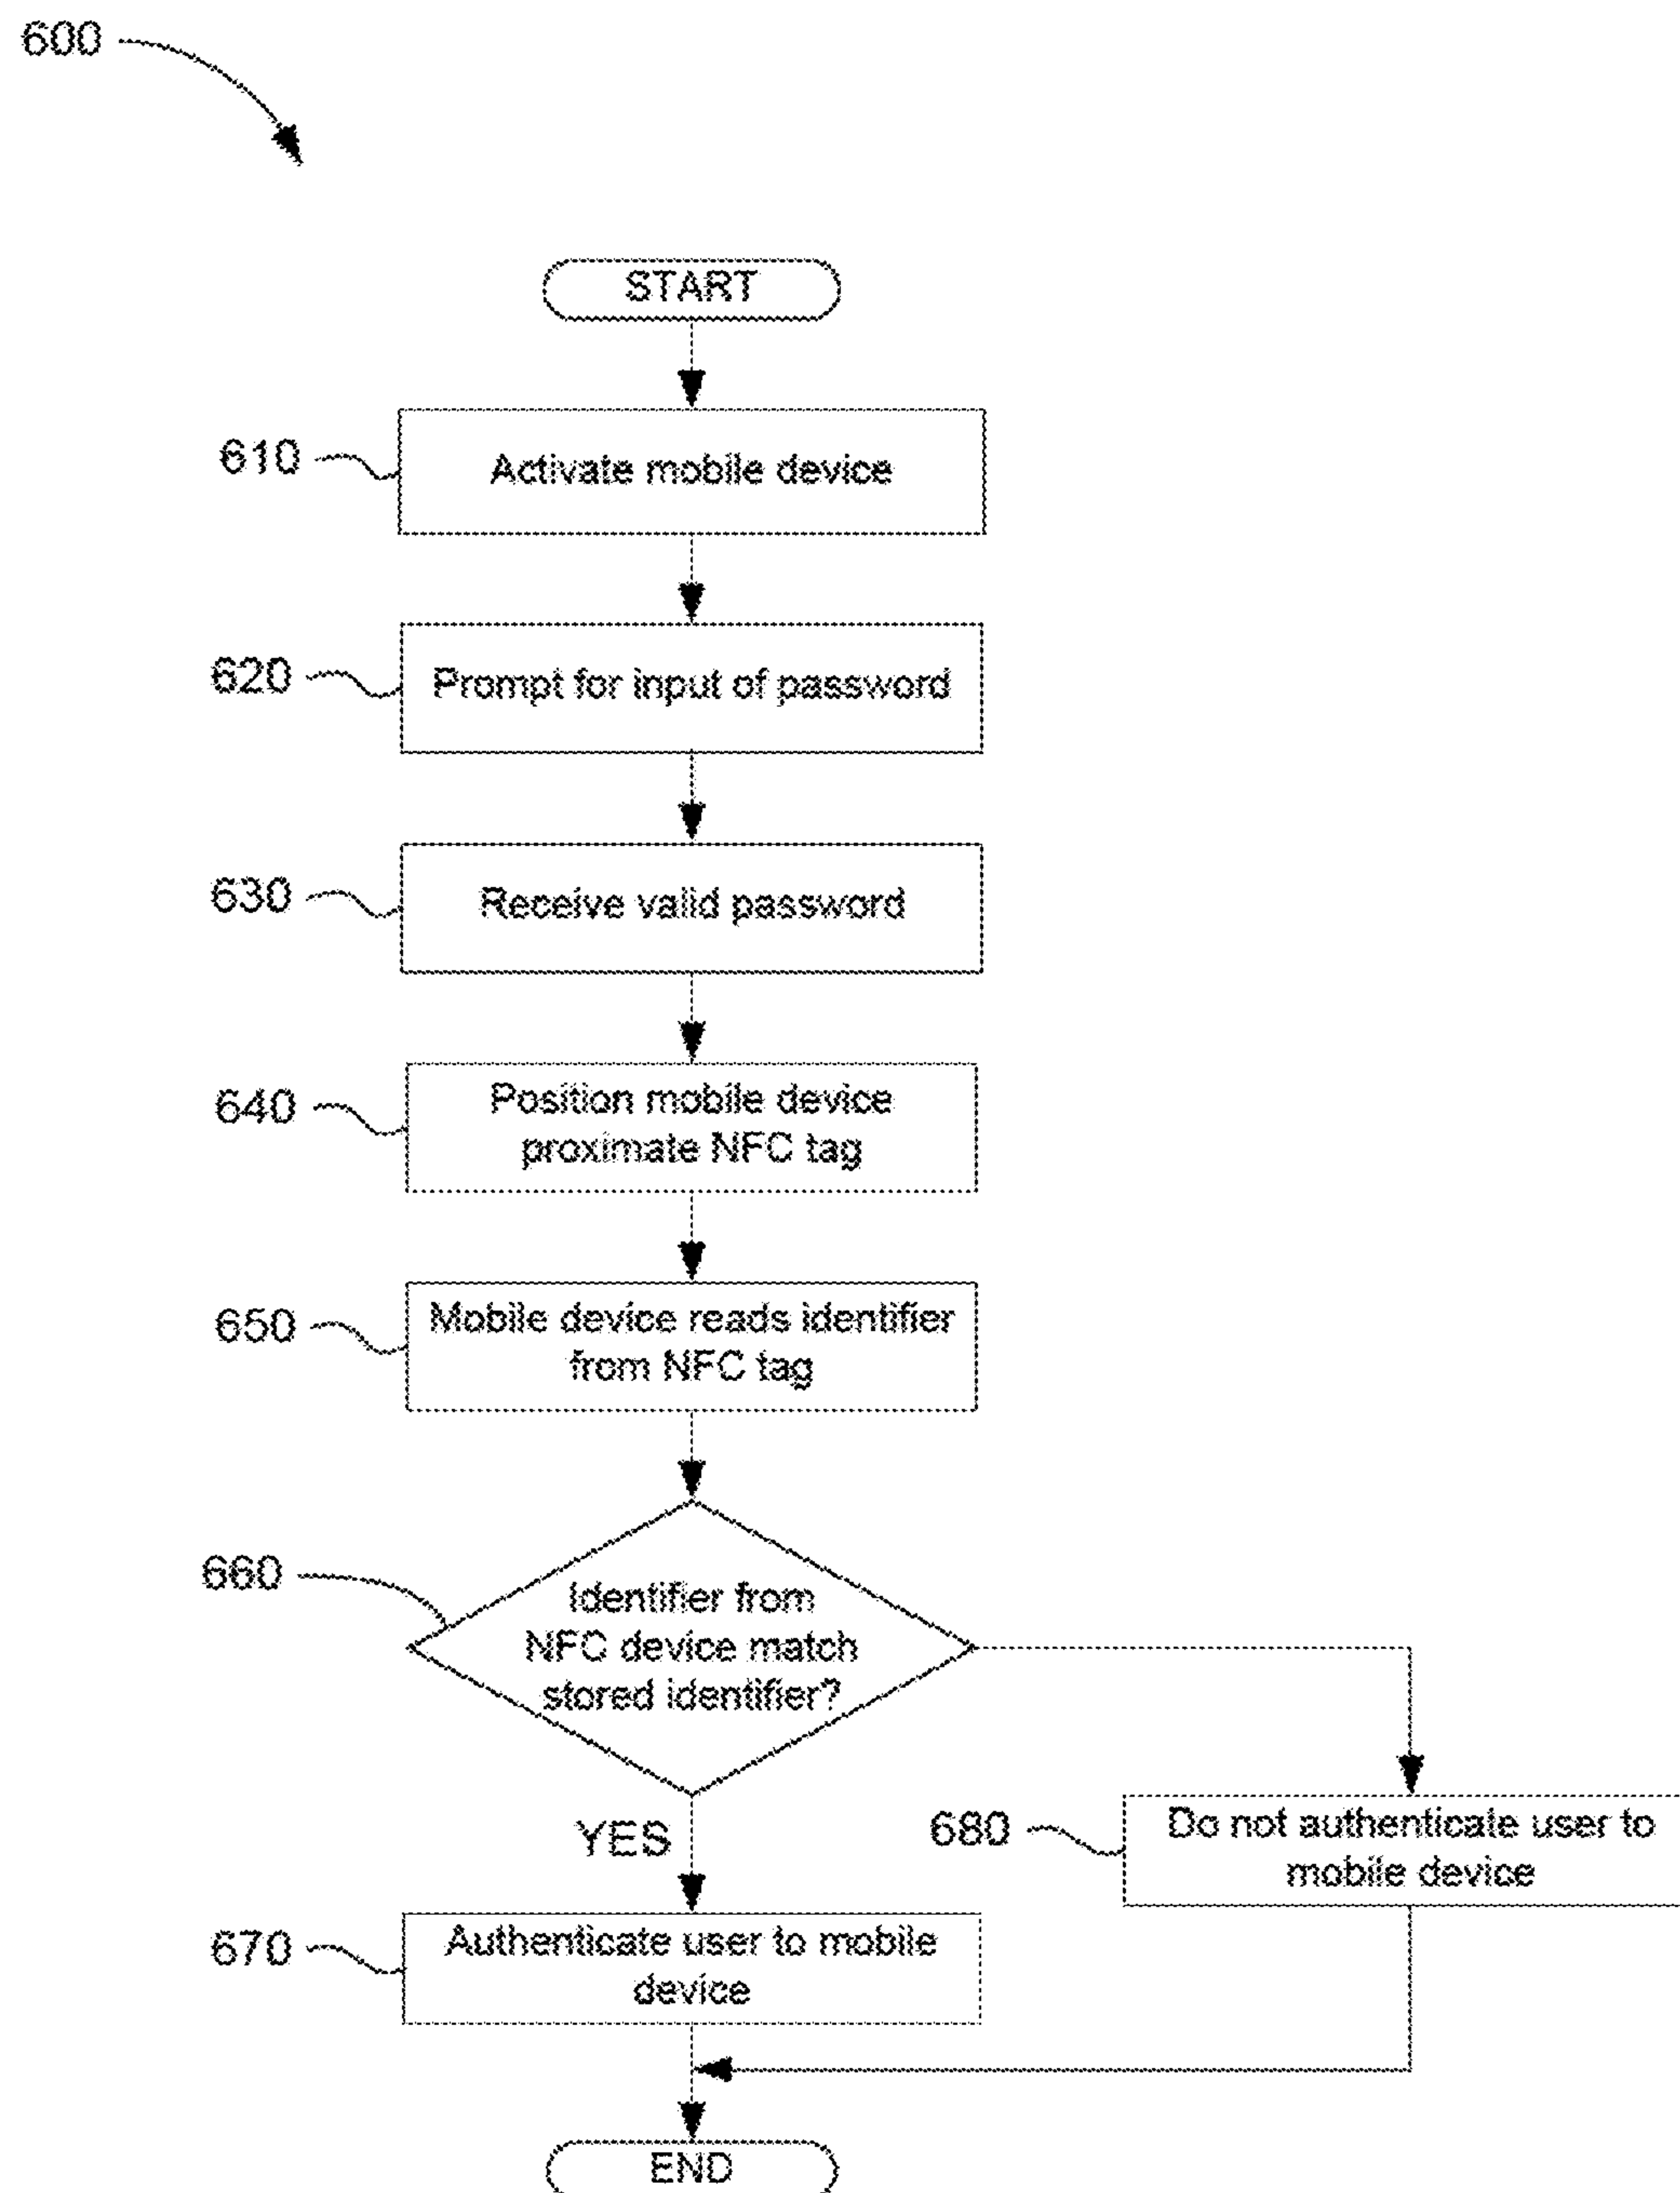 600
START
610
Activate mobile device
620
Prompt for input of password
630
Receive valid password
640
Position mobile device
proximate NFC tag
650
Mobile device reads identifier
from NFC tag
660
Identifier from
NFC device match
stored identifier?
YES
680
Do not authenticate user to
mobile device
670
Authenticate user to mobile
device
END